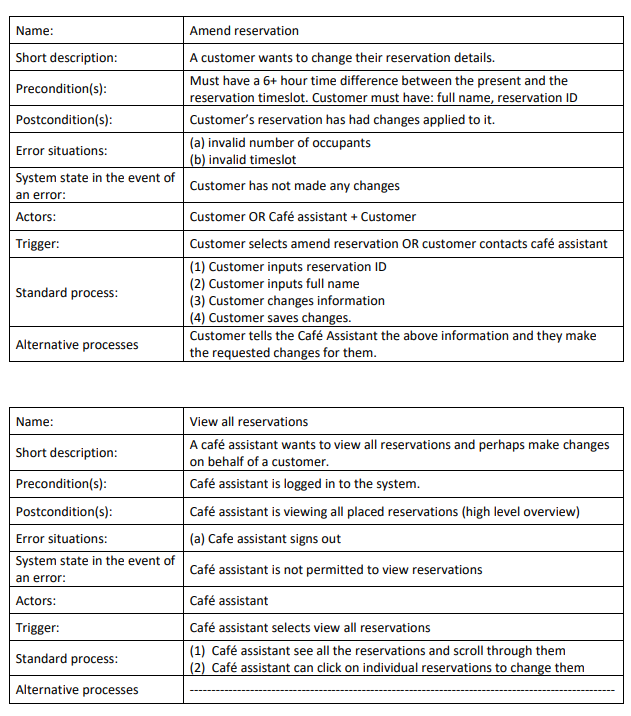 Name:
Amend reservation
Short description:
A customer wants to change their reservation details.
Precondition(s):
Must have a 6+ hour time difference between the present and the
reservation timeslot. Customer must have: full name, reservation ID
Postcondition(s):
Customer's reservation has had changes applied to it.
Error situations:
(a) invalid number of occupants
(b) invalid timeslot
System state in the event of
an error:
Customer has not made any changes
Actors:
Customer OR Café assistant + Customer
Trigger:
Customer selects amend reservation OR customer contacts café assistant
Standard process:
(1) Customer inputs reservation ID
(2) Customer inputs full name
(3) Customer changes information
(4) Customer saves changes.
Alternative processes
Customer tells the Café Assistant the above information and they make
the requested changes for them.
Name:
View all reservations
Short description:
A café assistant wants to view all reservations and perhaps make changes
on behalf of a customer.
Precondition(s):
Café assistant is logged in to the system.
Postcondition(s):
Café assistant is viewing all placed reservations (high level overview)
Error situations:
(a) Cafe assistant signs out
System state in the event of
an error:
Café assistant is not permitted to view reservations
Actors:
Café assistant
Trigger:
Café assistant selects view all reservations
Standard process:
(1) Café assistant see all the reservations and scroll through them
(2) Café assistant can click on individual reservations to change them
Alternative processes